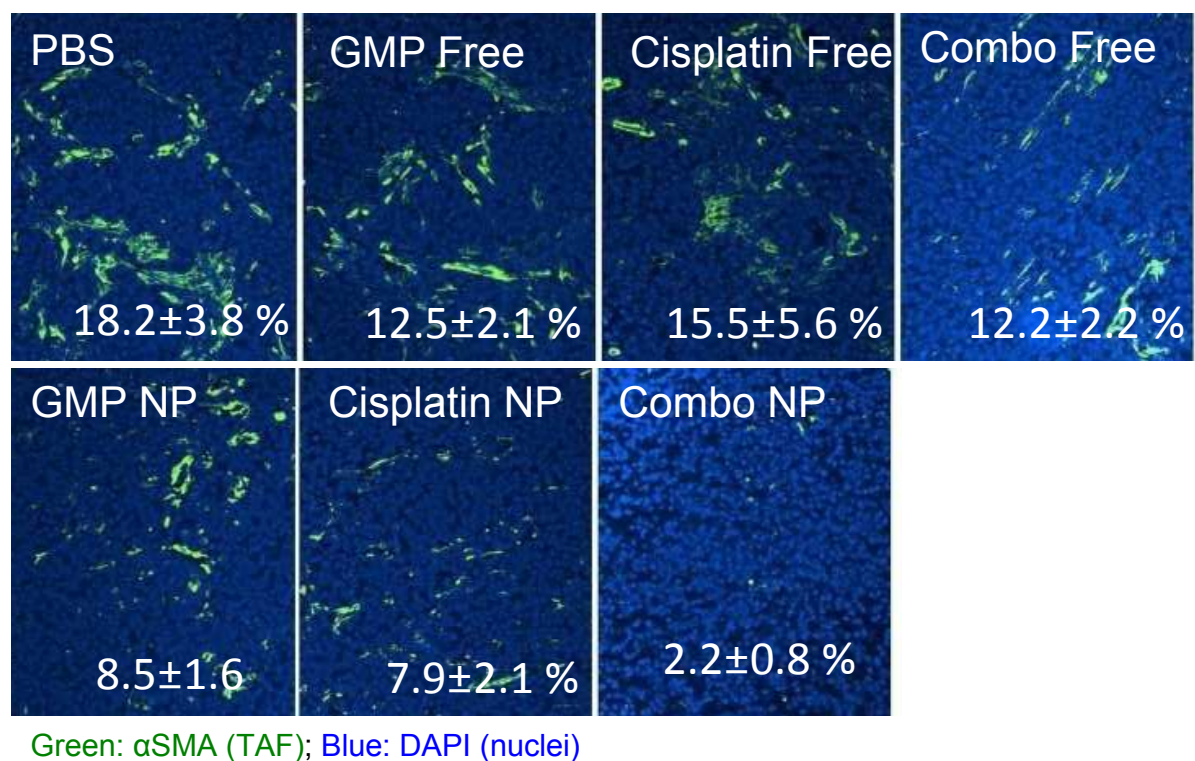 PBS
GMP Free
Cisplatin Free
Combo Free
18.2±3.8 %
12.5±2.1 %
15.5±5.6 %
12.2±2.2 %
GMP NP
Cisplatin NP
Combo NP
8.5±1.6
7.9±2.1 %
2.2±0.8 %
Green: αSMA (TAF); Blue: DAPI (nuclei)